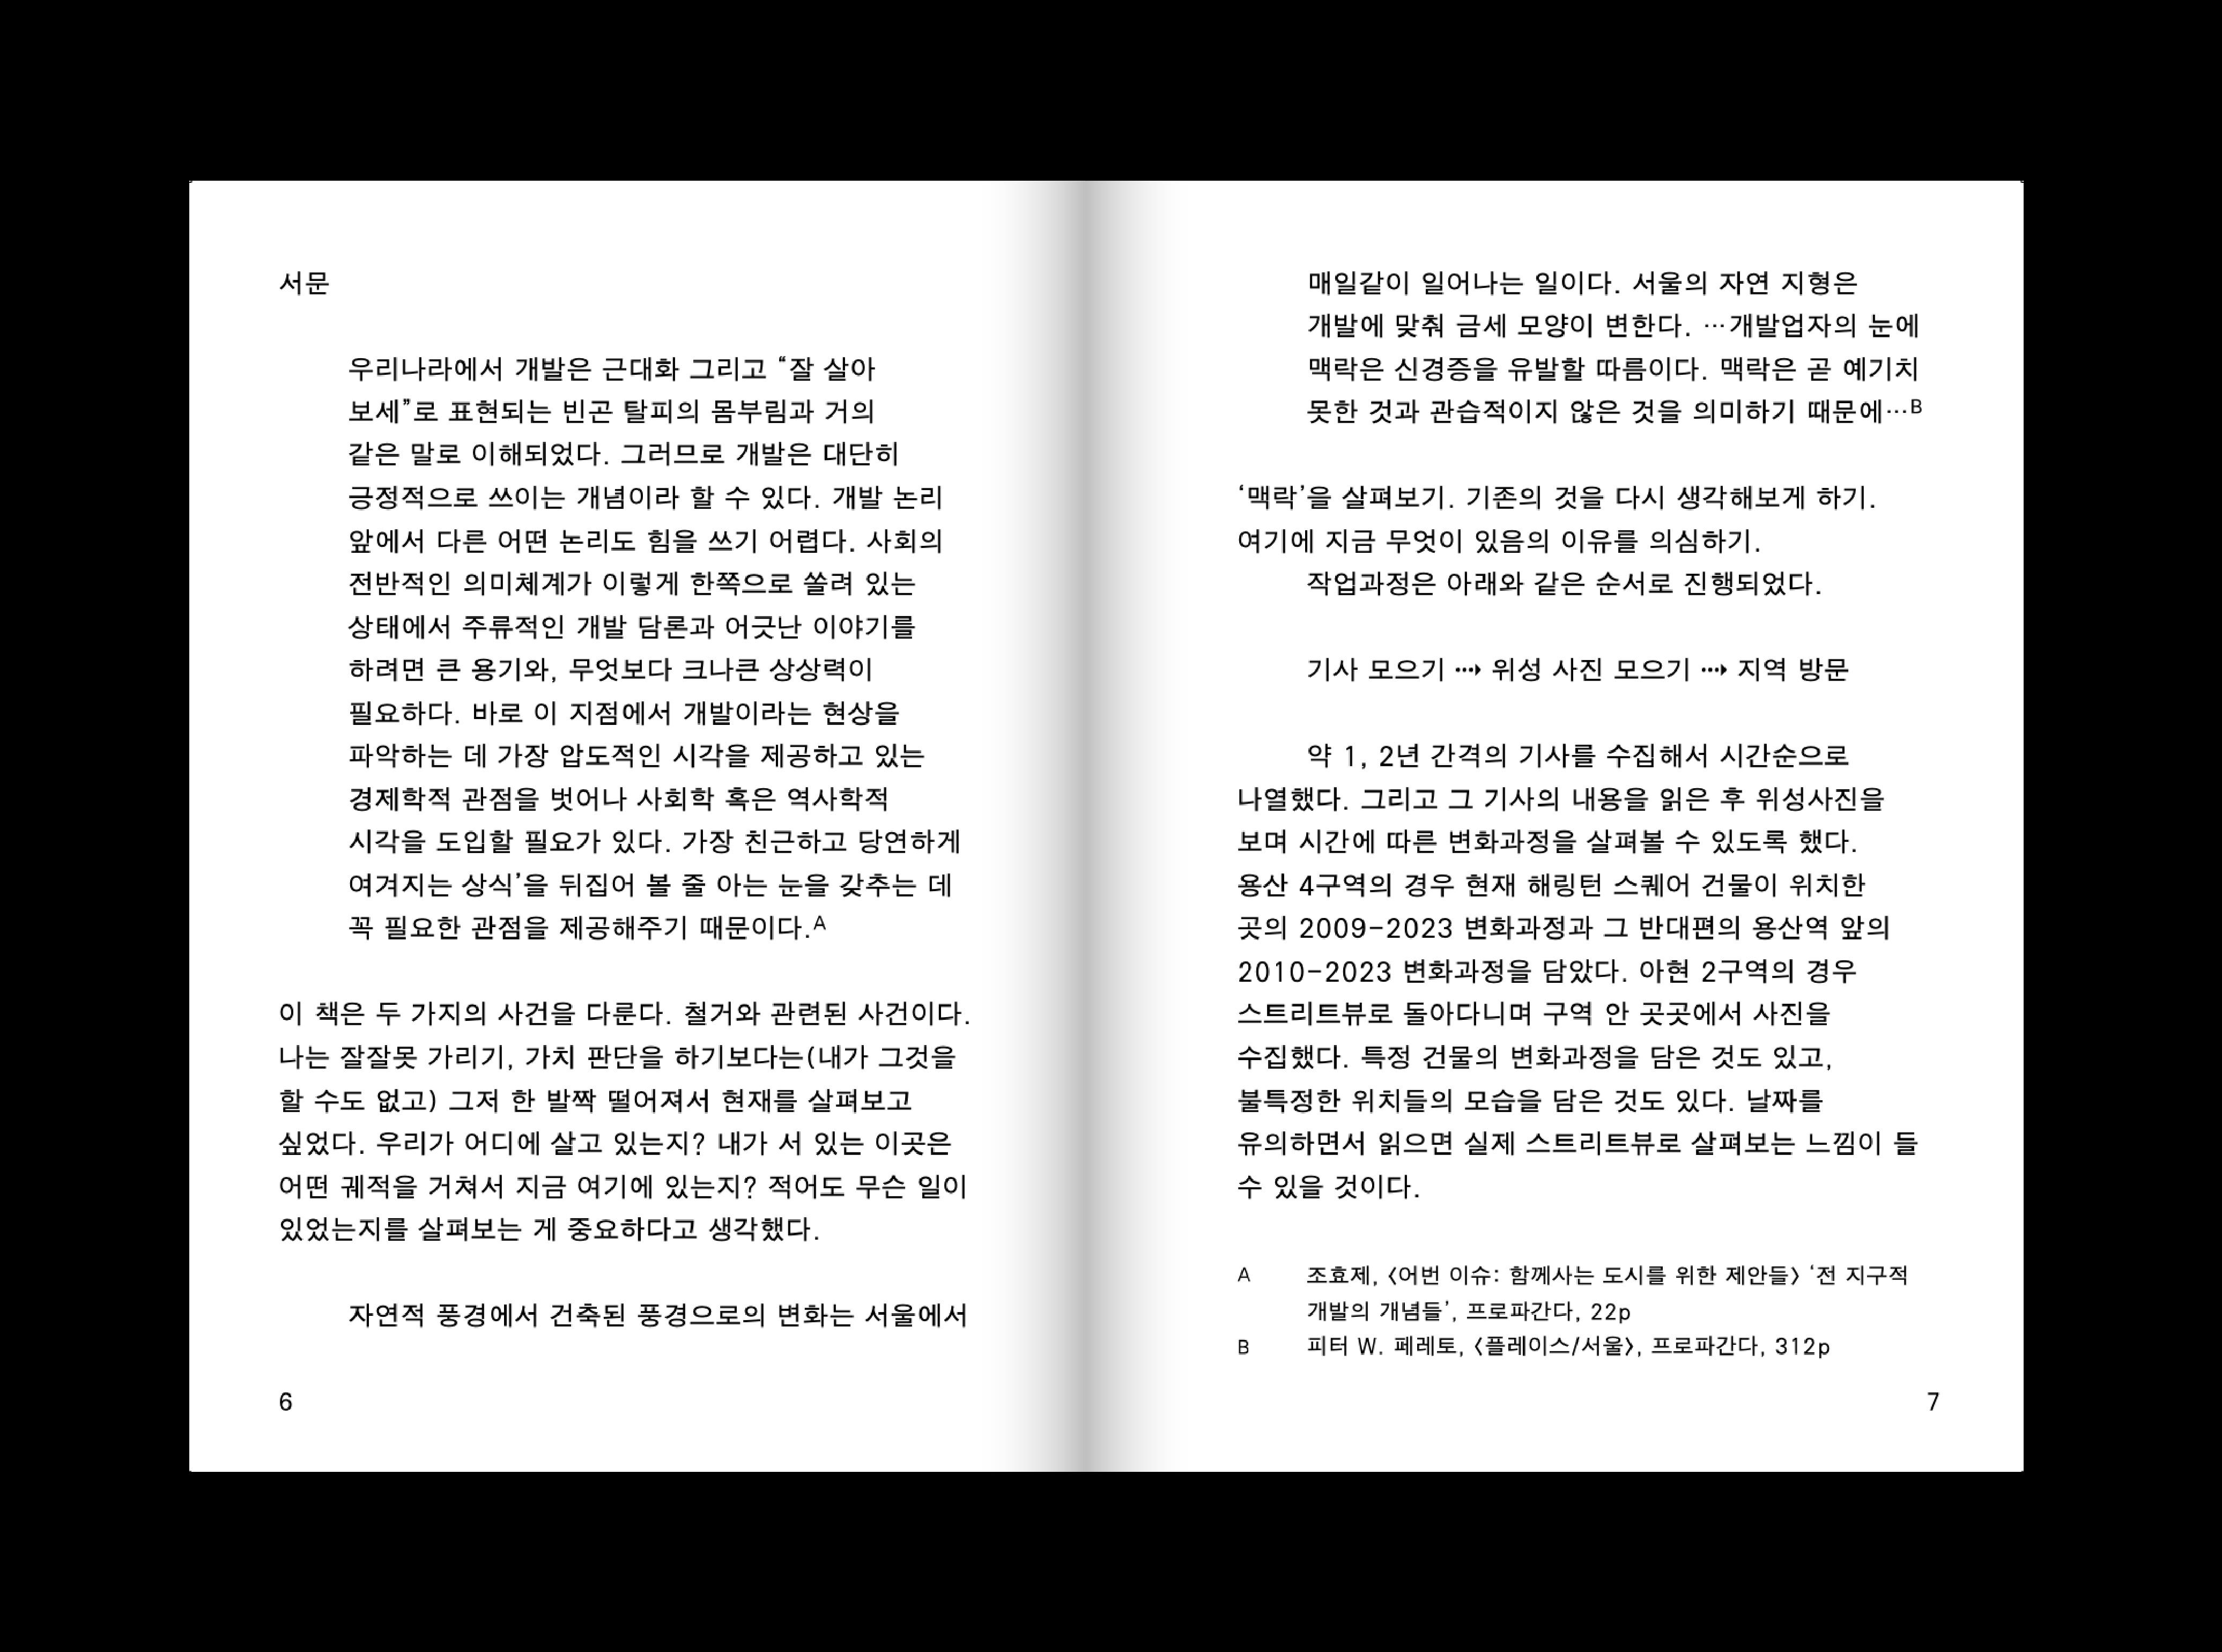 서문
우리나라에서 개발은 근대화 그리고 “잘 살아
보세”로 표현되는 빈곤 탈피의 몸부림과 거의
같은 말로 이해되었다. 그러므로 개발은 대단히
긍정적으로 쓰이는 개념이라 할 수 있다. 개발 논리
앞에서 다른 어떤 논리도 힘을 쓰기 어렵다. 사회의
전반적인 의미체계가 이렇게 한쪽으로 쏠려 있는
상태에서 주류적인 개발 담론과 어긋난 이야기를
하려면 큰 용기와, 무엇보다 크나큰 상상력이
필요하다. 바로 이 지점에서 개발이라는 현상을
파악하는 데 가장 압도적인 시각을 제공하고 있는
경제학적 관점을 벗어나 사회학 혹은 역사학적
시각을 도입할 필요가 있다. 가장 친근하고 당연하게
여겨지는 상식’을 뒤집어 볼 줄 아는 눈을 갖추는 데
꼭 필요한 관점을 제공해주기 때문이다.A
이 책은 두 가지의 사건을 다룬다. 철거와 관련된 사건이다.
나는 잘잘못 가리기, 가치 판단을 하기보다는(내가 그것을
할 수도 없고) 그저 한 발짝 떨어져서 현재를 살펴보고
싶었다. 우리가 어디에 살고 있는지? 내가 서 있는 이곳은
어떤 궤적을 거쳐서 지금 여기에 있는지? 적어도 무슨 일이
있었는지를 살펴보는 게 중요하다고 생각했다.
자연적 풍경에서 건축된 풍경으로의 변화는 서울에서
6
매일같이 일어나는 일이다. 서울의 자연 지형은
개발에 맞춰 금세 모양이 변한다. …개발업자의 눈에
맥락은 신경증을 유발할 따름이다. 맥락은 곧 예기치
못한 것과 관습적이지 않은 것을 의미하기 때문에…B
‘맥락’을 살펴보기. 기존의 것을 다시 생각해보게 하기.
여기에 지금 무엇이 있음의 이유를 의심하기.
작업과정은 아래와 같은 순서로 진행되었다.
기사 모으기 ⤑ 위성 사진 모으기 ⤑ 지역 방문
약 1, 2년 간격의 기사를 수집해서 시간순으로
나열했다. 그리고 그 기사의 내용을 읽은 후 위성사진을
보며 시간에 따른 변화과정을 살펴볼 수 있도록 했다.
용산 4구역의 경우 현재 해링턴 스퀘어 건물이 위치한
곳의 2009–2023 변화과정과 그 반대편의 용산역 앞의
2010–2023 변화과정을 담았다. 아현 2구역의 경우
스트리트뷰로 돌아다니며 구역 안 곳곳에서 사진을
수집했다. 특정 건물의 변화과정을 담은 것도 있고,
불특정한 위치들의 모습을 담은 것도 있다. 날짜를
유의하면서 읽으면 실제 스트리트뷰로 살펴보는 느낌이 들
수 있을 것이다.
A 조효제, 〈어번 이슈: 함께사는 도시를 위한 제안들〉 ‘전 지구적
개발의 개념들’, 프로파간다, 22p
B 피터 W. 페레토, 〈플레이스/서울〉, 프로파간다, 312p
7